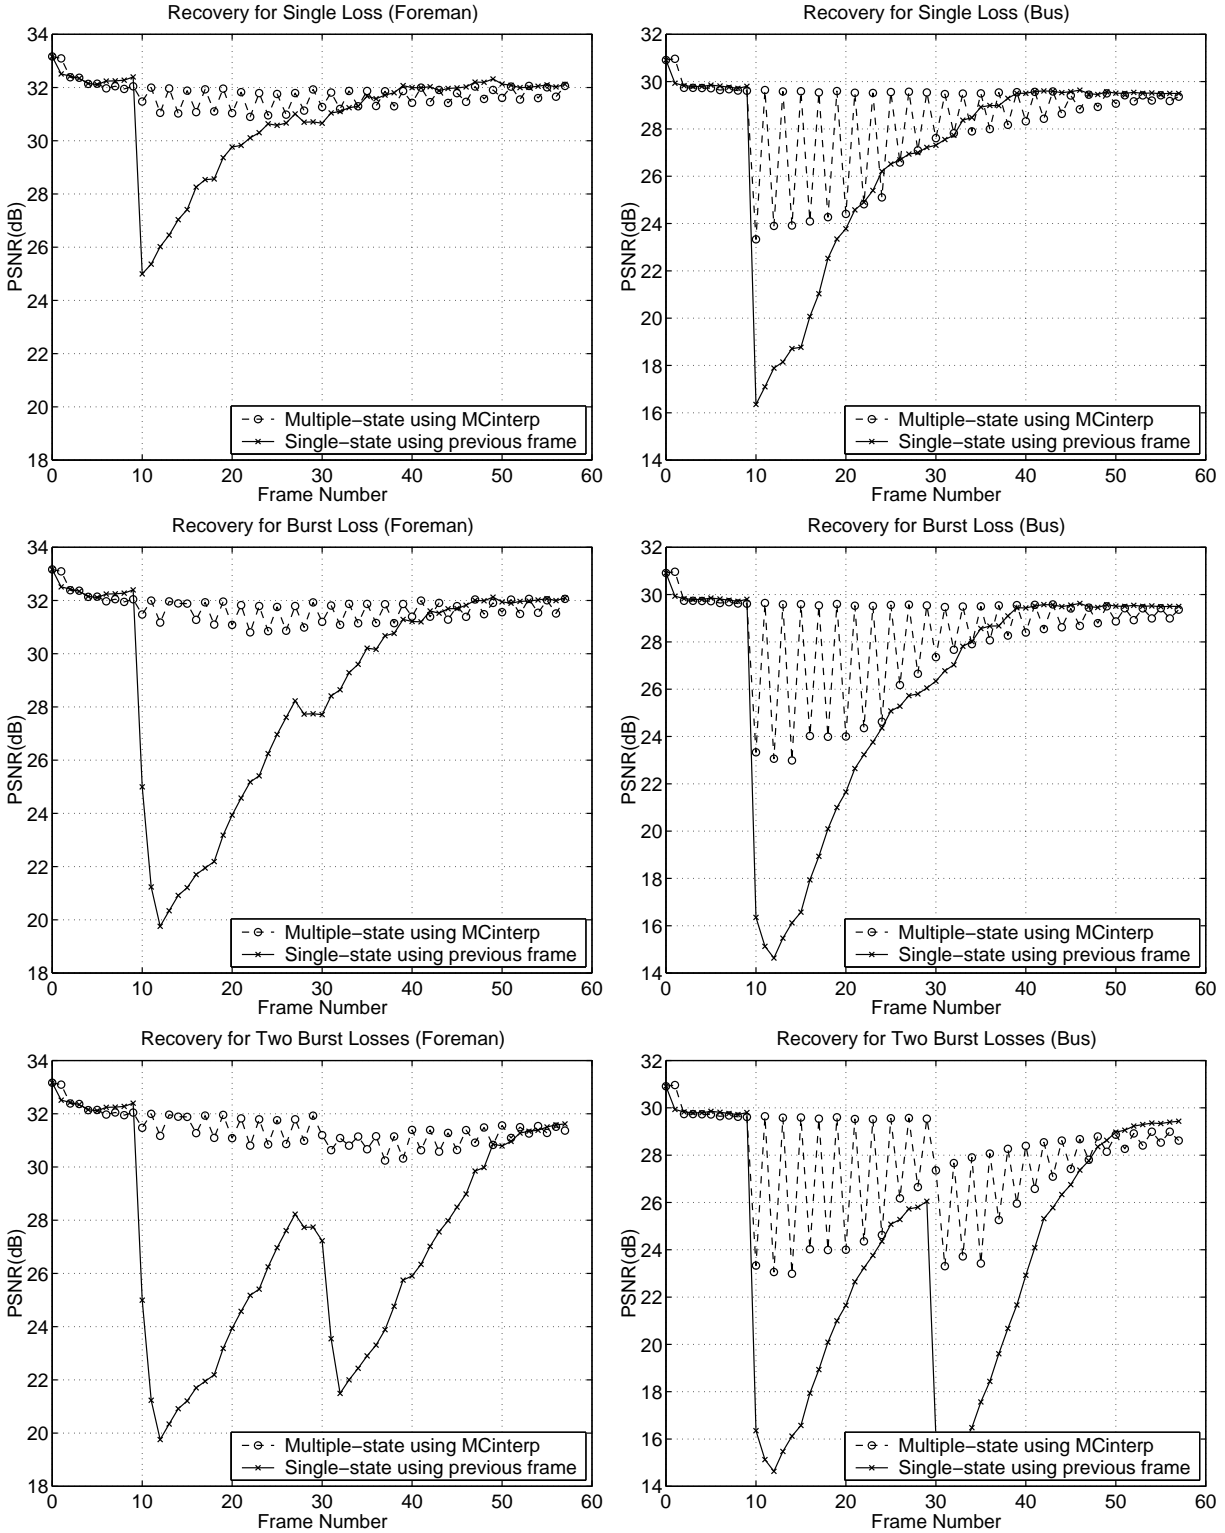 Recovery for Single Loss (Foreman)
34
32
30
28
26
24
22
20
18
PSNR(dB)
Multiple−state using MCinterp
Single−state using previous frame
0 10 20 30 40 50 60
Frame Number
Recovery for Single Loss (Bus)
32
30
28
26
24
22
20
18
16
14
PSNR(dB)
Multiple−state using MCinterp
Single−state using previous frame
0 10 20 30 40 50 60
Frame Number
Recovery for Burst Loss (Foreman)
34
32
30
28
26
24
22
20
18
PSNR(dB)
Multiple−state using MCinterp
Single−state using previous frame
0 10 20 30 40 50 60
Frame Number
Recovery for Burst Loss (Bus)
32
30
28
26
24
22
20
18
16
14
PSNR(dB)
Multiple−state using MCinterp
Single−state using previous frame
0 10 20 30 40 50 60
Frame Number
Recovery for Two Burst Losses (Foreman)
34
32
30
28
26
24
22
20
18
PSNR(dB)
Multiple−state using MCinterp
Single−state using previous frame
0 10 20 30 40 50 60
Frame Number
Recovery for Two Burst Losses (Bus)
32
30
28
26
24
22
20
18
16
14
PSNR(dB)
Multiple−state using MCinterp
Single−state using previous frame
0 10 20 30 40 50 60
Frame Number